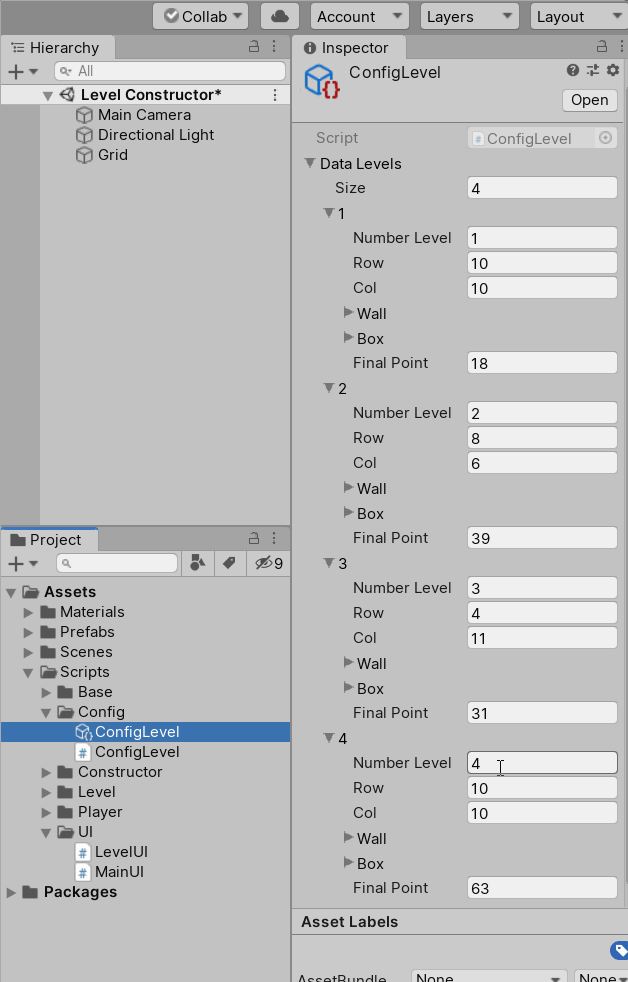 Collab
Account
Layers
Layout
Hierarchy
All
Level Constructor*
Main Camera
Directional Light
Grid
Project
9
Assets
Materials
Prefabs
Scenes
Scripts
Base
Config
ConfigLevel
ConfigLevel
Constructor
Level
Player
UI
LevelUI
MainUI
Packages
Inspector
ConfigLevel
Open
Script ConfigLevel
Data Levels
Size 4
1
Number Level 1
Row 10
Col 10
Wall
Box
Final Point 18
2
Number Level 2
Row 8
Col 6
Wall
Box
Final Point 39
3
Number Level 3
Row 4
Col 11
Wall
Box
Final Point 31
4
Number Level 4
Row 10
Col 10
Wall
Box
Final Point 63
Asset Labels
AssetBundle None None